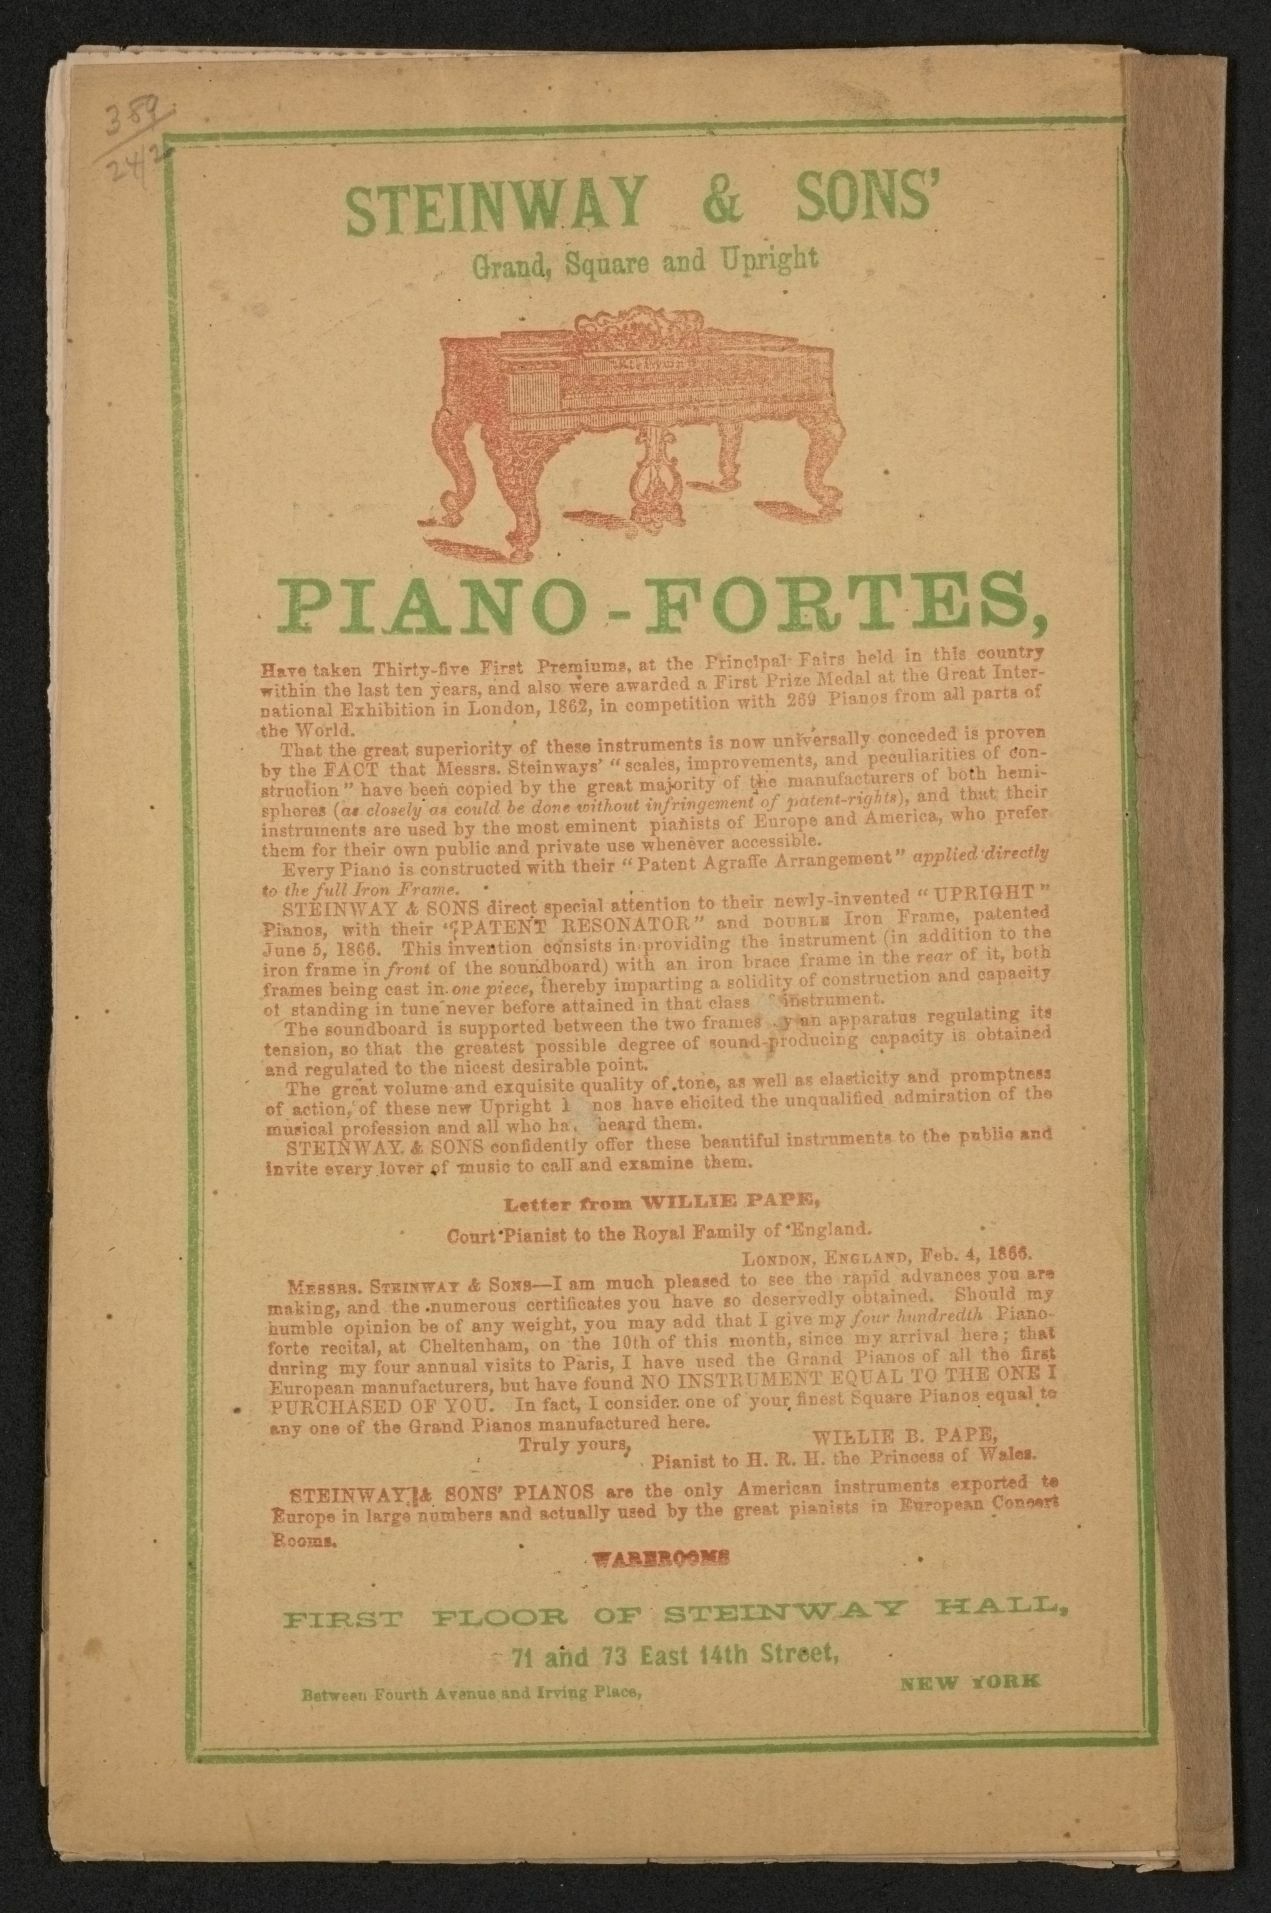 389
242
STEINWAY & SONS'
Grand, Square and Upright
Steinway
PIANO-FORTES,
Have taken Thirty-five First Premiums, at the Principal Fairs held in this country
within the last ten years, and also were awarded a First Prize Medal at the Great Inter-
national Exhibition in London, 1862, in competition with 269 Pianos from all parts of
the World.
That the great superiority of these instruments is now universally conceded is proven
by the FACT that Messrs. Steinways' "scales, improvements, and peculiarities of con-
struction" have been copied by the great majority of the manufacturers of both hemi-
spheres (as closely as could be done without infringement of patent-rights), and that their
instruments are used by the most eminent pianists of Europe and America, who prefer
them for their own public and private use whenever accessible.
Every Piano is constructed with their "Patent Agraffe Arrangement" applied directly
to the full Iron Frame.
STEINWAY & SONS direct special attention to their newly-invented "UPRIGHT"
Pianos, with their "PATENT RESONATOR" and DOUBLE Iron Frame, patented
June 5, 1866. This invention consists in providing the instrument (in addition to the
iron frame in front of the soundboard) with an iron brace frame in the rear of it, both
frames being cast in one piece, thereby imparting a solidity of construction and capacity
of standing in tune never before attained in that class instrument.
The soundboard is supported between the two frames y an apparatus regulating its
tension, so that the greatest possible degree of sound-producing capacity is obtained
and regulated to the nicest desirable point.
The great volume and exquisite quality of tone, as well as elasticity and promptness
of action, of these new Upright nos have elicited the unqualified admiration of the
musical profession and all who ha heard them.
STEINWAY & SONS confidently offer these beautiful instruments to the public and
invite every lover of music to call and examine them.
Letter from WILLIE PAPE,
Court Pianist to the Royal Family of England.
LONDON, ENGLAND, Feb. 4, 1866.
MESSRS. STEINWAY & SONS—I am much pleased to see the rapid advances you are
making, and the numerous certificates you have so deservedly obtained. Should my
humble opinion be of any weight, you may add that I give my four hundredth Piano-
forte recital, at Cheltenham, on the 10th of this month, since my arrival here; that
during my four annual visits to Paris, I have used the Grand Pianos of all the first
European manufacturers, but have found NO INSTRUMENT EQUAL TO THE ONE I
PURCHASED OF YOU. In fact, I consider one of your finest Square Pianos equal to
any one of the Grand Pianos manufactured here.
Truly yours,
WILLIE B. PAPE,
Pianist to H. R. H. the Princess of Wales.
STEINWAY & SONS' PIANOS are the only American instruments exported to
Europe in large numbers and actually used by the great pianists in European Concert
Rooms.
WAREROOMS
FIRST FLOOR OF STEINWAY HALL,
71 and 73 East 14th Street,
Between Fourth Avenue and Irving Place,
NEW YORK